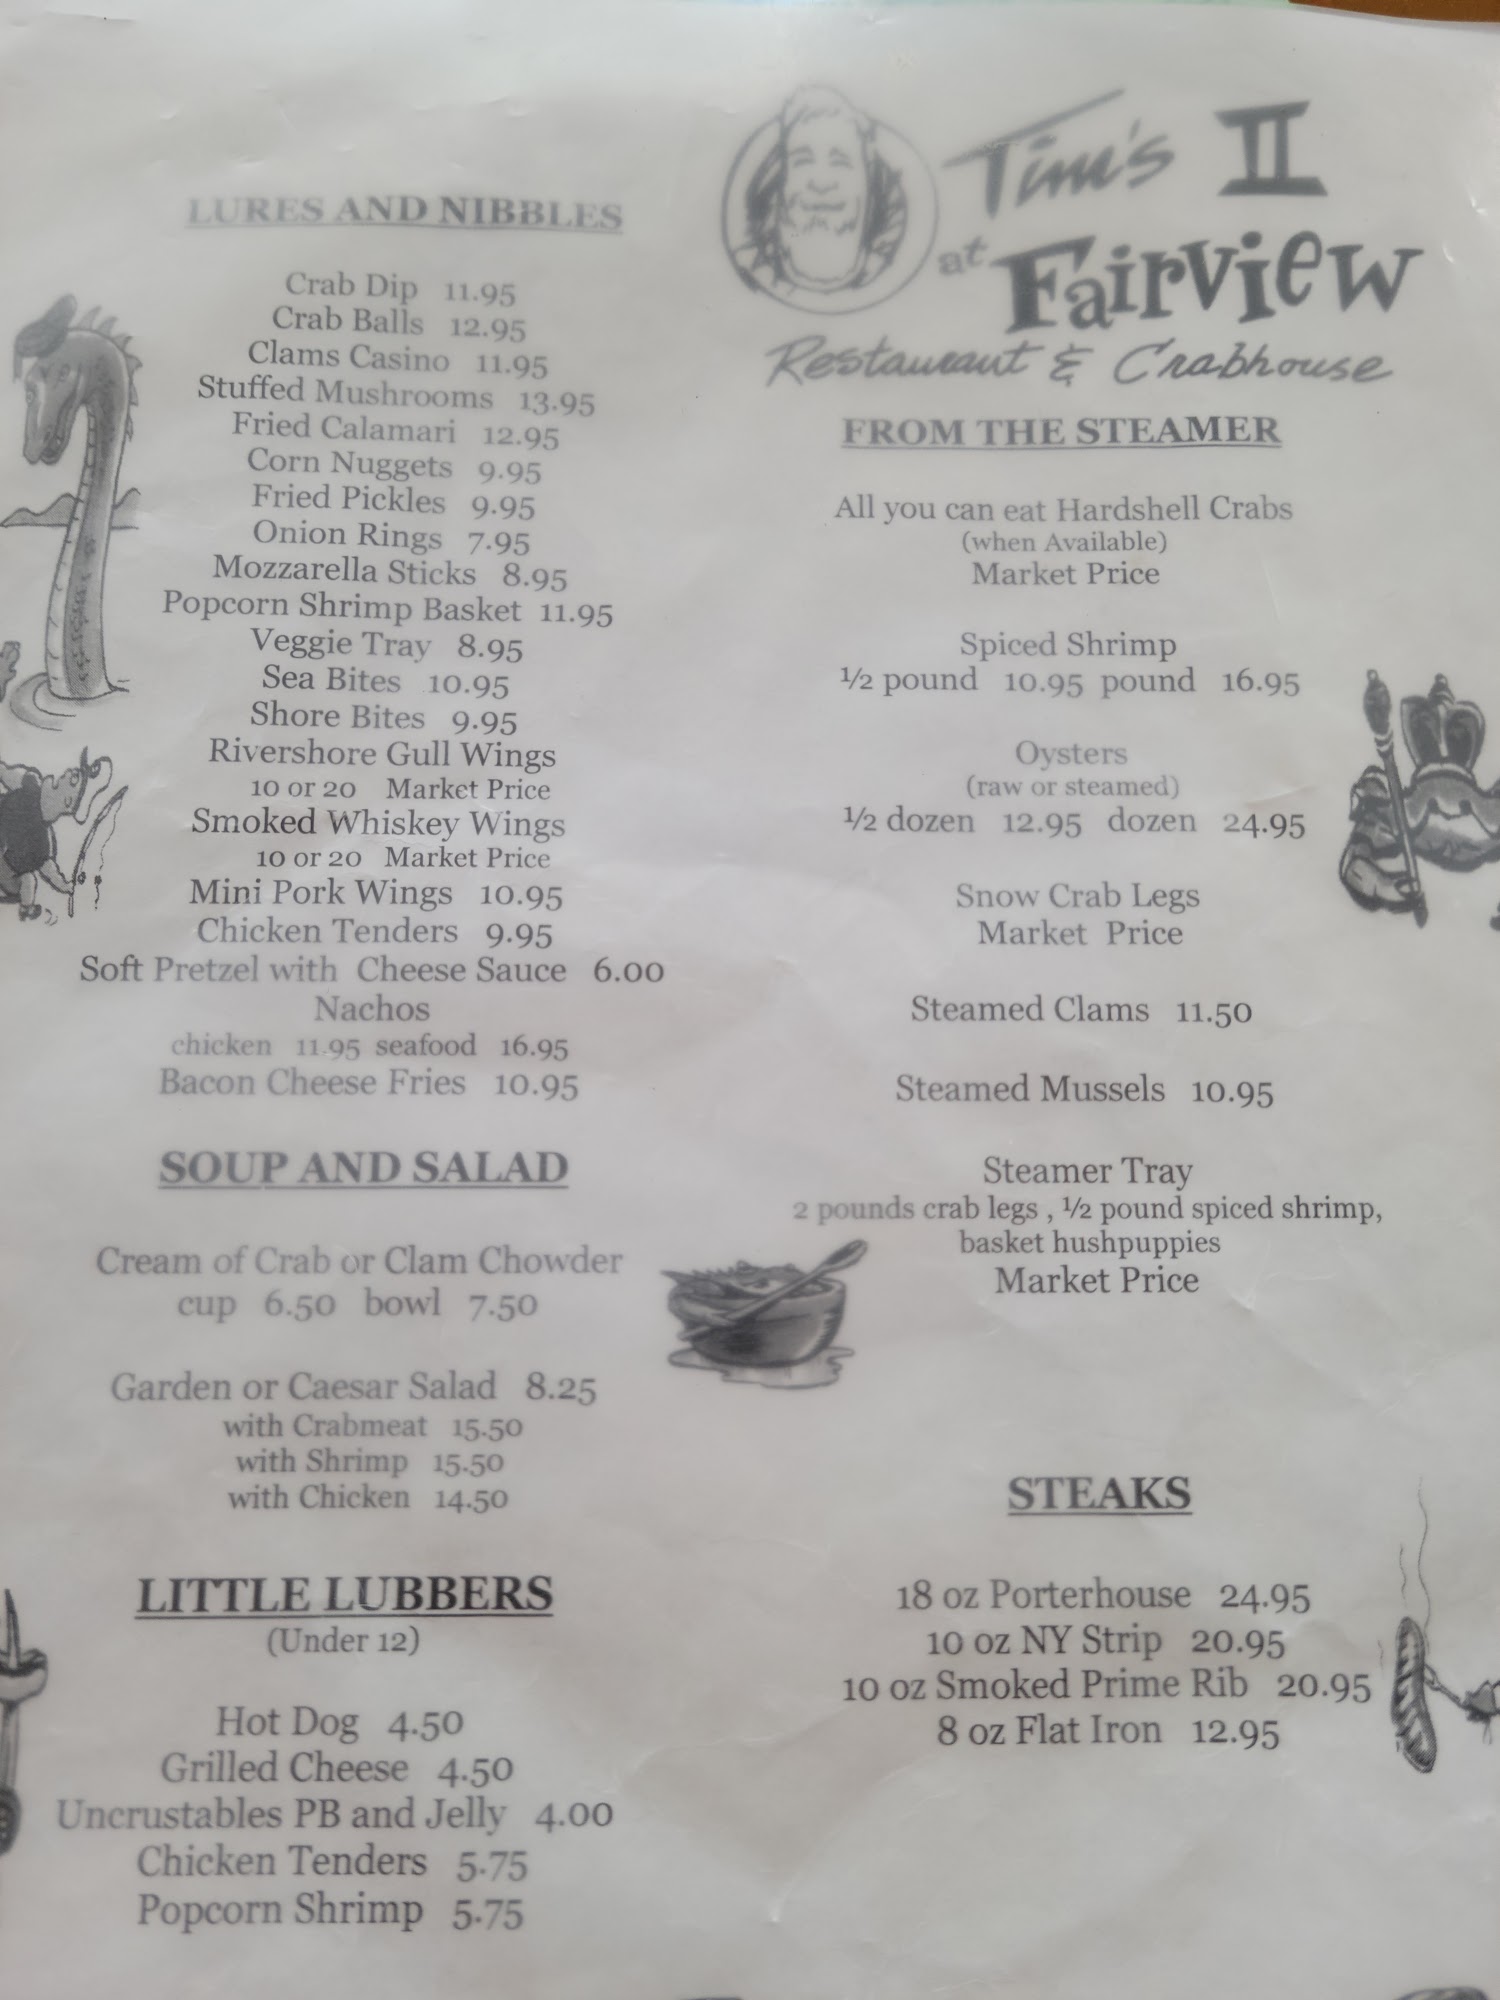 LURES AND NIBBLES
Crab Dip 11.95
Crab Balls 12.95
Clams Casino 11.95
Stuffed Mushrooms 13.95
Fried Calamari 12.95
Corn Nuggets 9.95
Fried Pickles 9.95
Onion Rings 7.95
Mozzarella Sticks 8.95
Popcorn Shrimp Basket 11.95
Veggie Tray 8.95
Sea Bites 10.95
Shore Bites 9.95
Rivershore Gull Wings
10 or 20 Market Price
Smoked Whiskey Wings
10 or 20 Market Price
Mini Pork Wings 10.95
Chicken Tenders 9.95
Soft Pretzel with Cheese Sauce 6.00
Nachos
chicken 11.95 seafood 16.95
Bacon Cheese Fries 10.95
SOUP AND SALAD
Cream of Crab or Clam Chowder
cup 6.50 bowl 7.50
Garden or Caesar Salad 8.25
with Crabmeat 15.50
with Shrimp 15.50
with Chicken 14.50
LITTLE LUBBERS
(Under 12)
Hot Dog 4.50
Grilled Cheese 4.50
Uncrustables PB and Jelly 4.00
Chicken Tenders 5.75
Popcorn Shrimp 5.75
Tim's II
at Fairview
Restaurant & Crabhouse
FROM THE STEAMER
All you can eat Hardshell Crabs
(when Available)
Market Price
Spiced Shrimp
½ pound 10.95 pound 16.95
Oysters
(raw or steamed)
½ dozen 12.95 dozen 24.95
Snow Crab Legs
Market Price
Steamed Clams 11.50
Steamed Mussels 10.95
Steamer Tray
2 pounds crab legs , ½ pound spiced shrimp,
basket hushpuppies
Market Price
STEAKS
18 oz Porterhouse 24.95
10 oz NY Strip 20.95
10 oz Smoked Prime Rib 20.95
8 oz Flat Iron 12.95